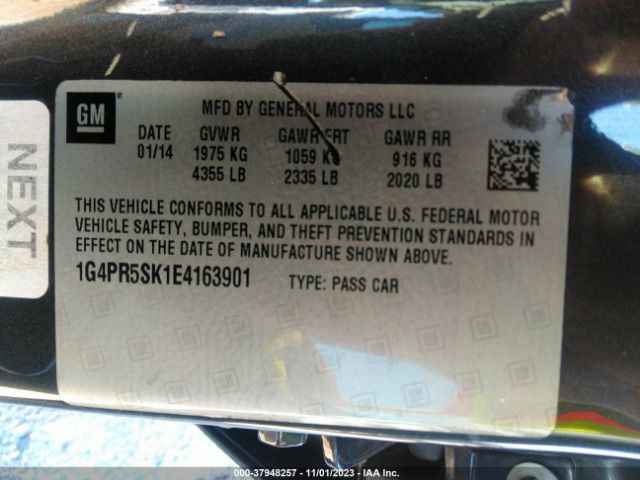 GM
MFD BY GENERAL MOTORS LLC
DATE GVWR GAWR FRT GAWR RR
01/14 1975 KG 1059 KG 916 KG
4355 LB 2335 LB 2020 LB
THIS VEHICLE CONFORMS TO ALL APPLICABLE U.S. FEDERAL MOTOR
VEHICLE SAFETY, BUMPER, AND THEFT PREVENTION STANDARDS IN
EFFECT ON THE DATE OF MANUFACTURE SHOWN ABOVE.
1G4PR5SK1E4163901 TYPE: PASS CAR
NEXT
000-37948257 - 11/01/2023 - IAA Inc.